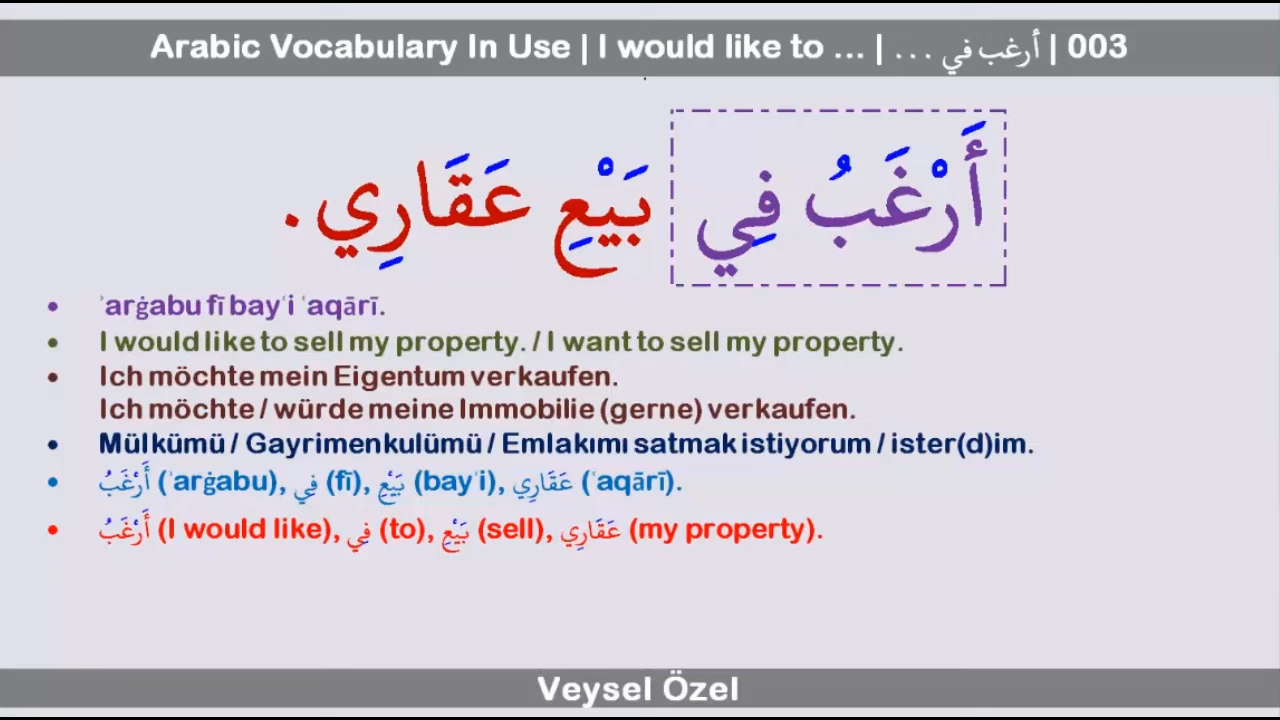 Arabic Vocabulary In Use | I would like to ... | أرغب في ... | 003
أَرْغَبُ فِي بَيْعِ عَقَارِي.
• ʾarġabu fī bayʿi ʿaqārī.
• I would like to sell my property. / I want to sell my property.
• Ich möchte mein Eigentum verkaufen.
Ich möchte / würde meine Immobilie (gerne) verkaufen.
• Mülkümü / Gayrimenkulümü / Emlakımı satmak istiyorum / ister(d)im.
• أَرْغَبُ (ʾarġabu), فِي (fī), بَيْعِ (bayʿi), عَقَارِي (ʿaqārī).
• أَرْغَبُ (I would like), فِي (to), بَيْعِ (sell), عَقَارِي (my property).
Veysel Özel